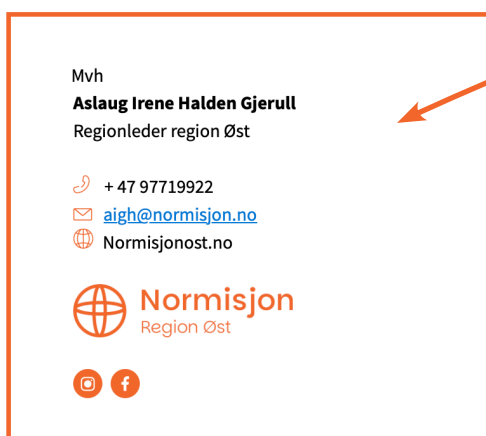 Mvh
Aslaug Irene Halden Gjerull
Regionleder region Øst
+ 47 97719922
aigh@normisjon.no
Normisjonost.no
Normisjon
Region Øst